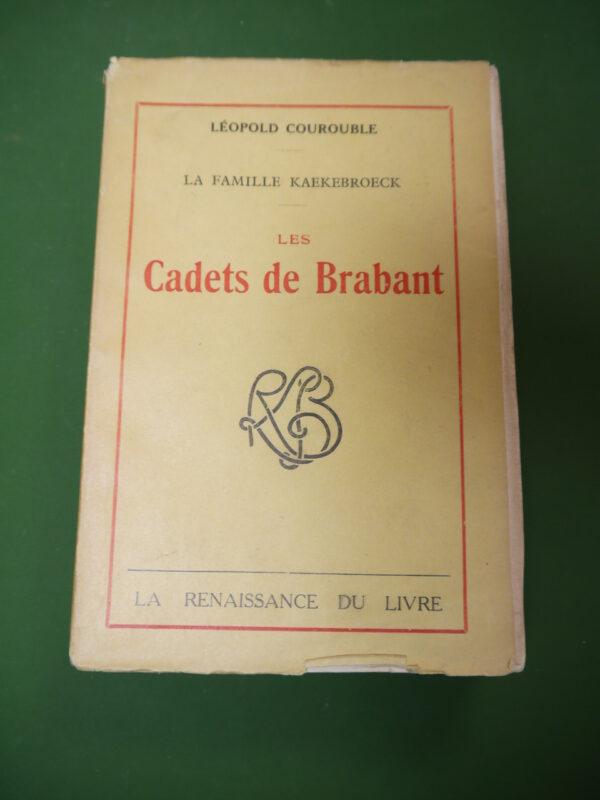 LÉOPOLD COUROUBLE
LA FAMILLE KAEKEBROECK
LES
Cadets de Brabant
LA RENAISSANCE DU LIVRE